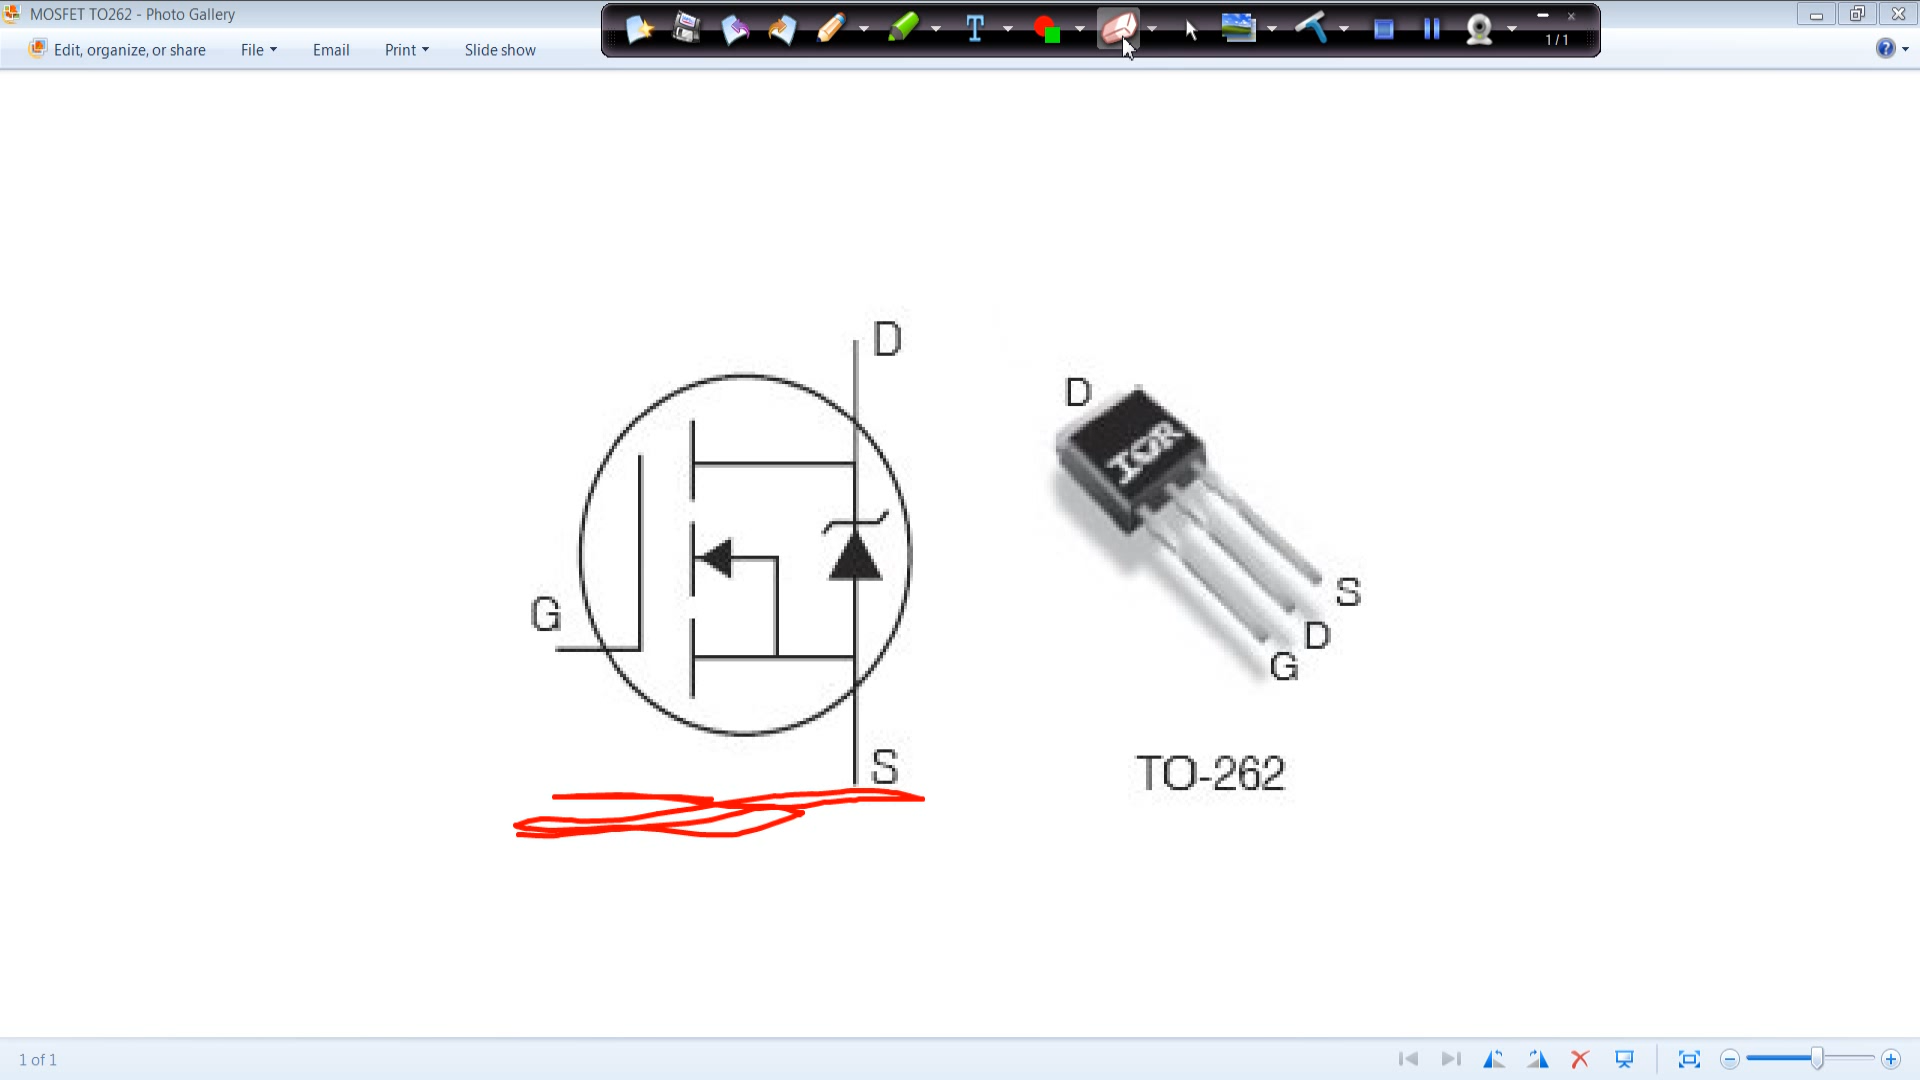 MOSFET TO262 - Photo Gallery
Edit, organize, or share File Email Print Slide show
1/1
D
D
IOR
G
S
D
G
S
TO-262
1 of 1